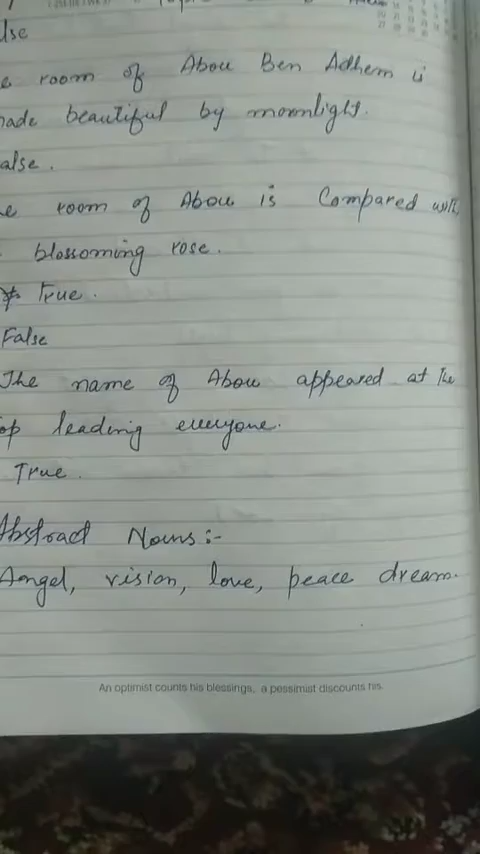 lse
e room of Abou Ben Adhem is
nade beautiful by moonlight.
alse.
e room of Abou is Compared with
blossoming rose.
True.
False
The name of Abou appeared at the
op leading everyone.
True.
Abstract Nouns:-
Aengel, vision, love, peace dream.
An optimist counts his blessings, a pessimist discounts his.